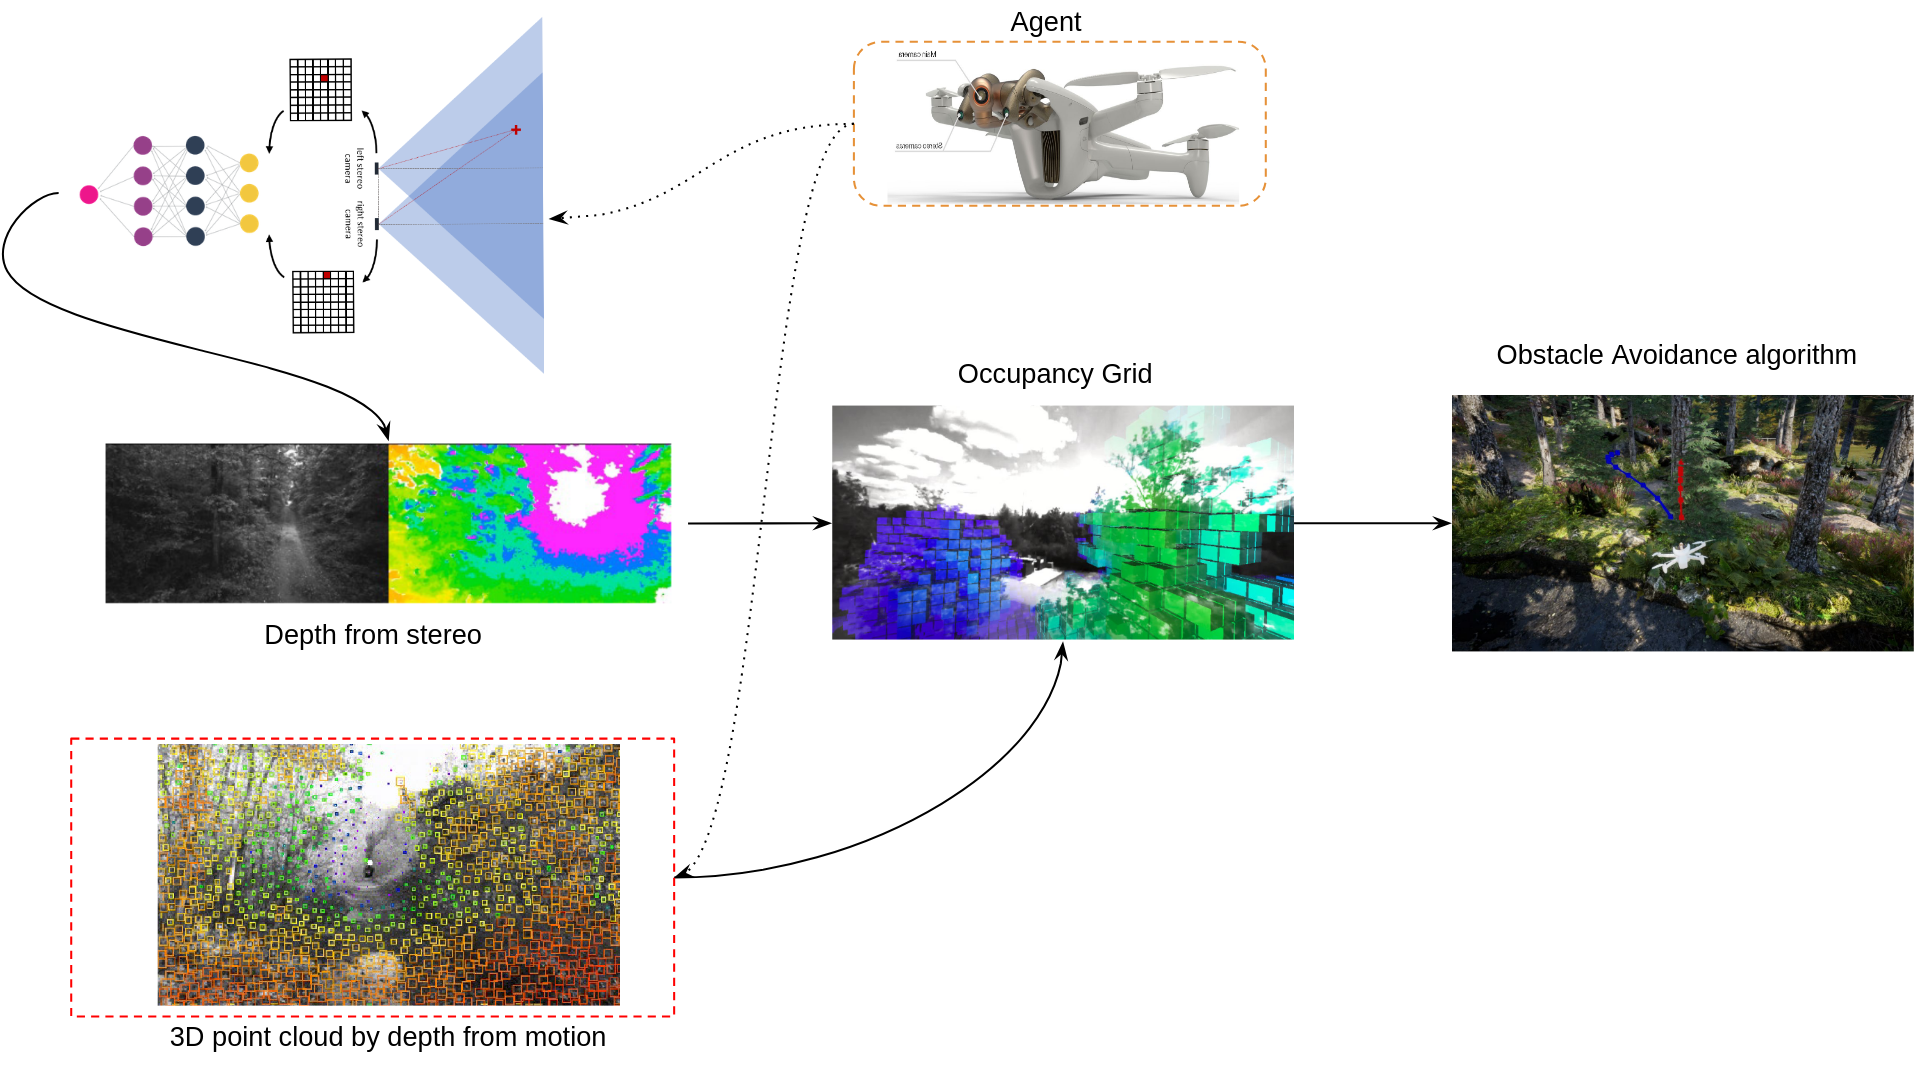 Agent
Main camera
Stereo cameras
left stereo
camera
right stereo
camera
Occupancy Grid
Obstacle Avoidance algorithm
Depth from stereo
3D point cloud by depth from motion